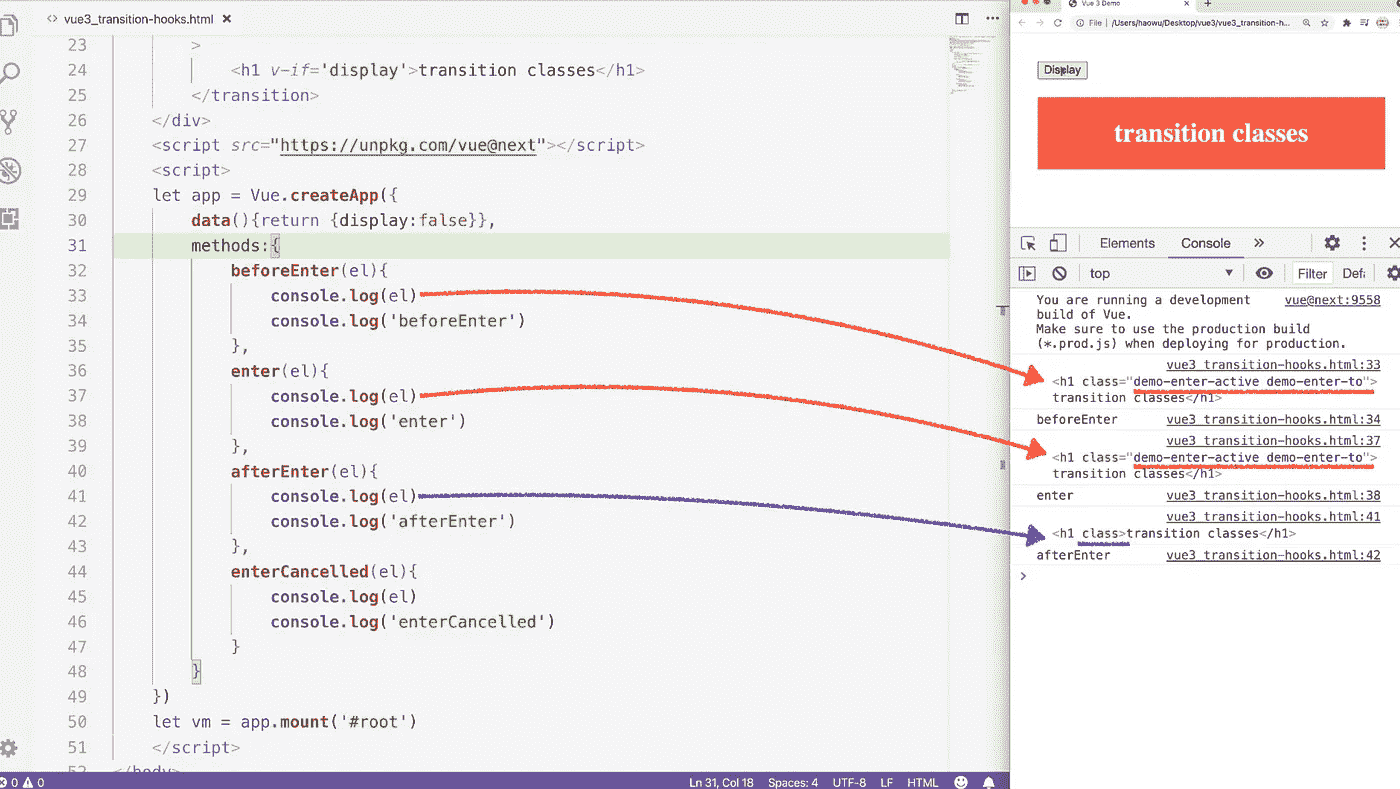 vue3_transition-hooks.html
23 >
24 <h1 v-if='display'>transition classes</h1>
25 </transition>
26 </div>
27 <script src="https://unpkg.com/vue@next"></script>
28 <script>
29 let app = Vue.createApp({
30 data(){return {display:false}},
31 methods:{
32 beforeEnter(el){
33 console.log(el)
34 console.log('beforeEnter')
35 },
36 enter(el){
37 console.log(el)
38 console.log('enter')
39 },
40 afterEnter(el){
41 console.log(el)
42 console.log('afterEnter')
43 },
44 enterCancelled(el){
45 console.log(el)
46 console.log('enterCancelled')
47 }
48 }
49 })
50 let vm = app.mount('#root')
51 </script>
52 </body>
0 0 Ln 31, Col 18 Spaces: 4 UTF-8 LF HTML
Vue 3 Demo
File | /Users/haowu/Desktop/vue3/vue3_transition-h...
Display
transition classes
Elements Console »
top Filter Defa
You are running a development vue@next:9558
build of Vue.
Make sure to use the production build
(*.prod.js) when deploying for production.
vue3_transition-hooks.html:33
<h1 class="demo-enter-active demo-enter-to">
transition classes</h1>
beforeEnter vue3_transition-hooks.html:34
vue3_transition-hooks.html:37
<h1 class="demo-enter-active demo-enter-to">
transition classes</h1>
enter vue3_transition-hooks.html:38
vue3_transition-hooks.html:41
<h1 class>transition classes</h1>
afterEnter vue3_transition-hooks.html:42
>